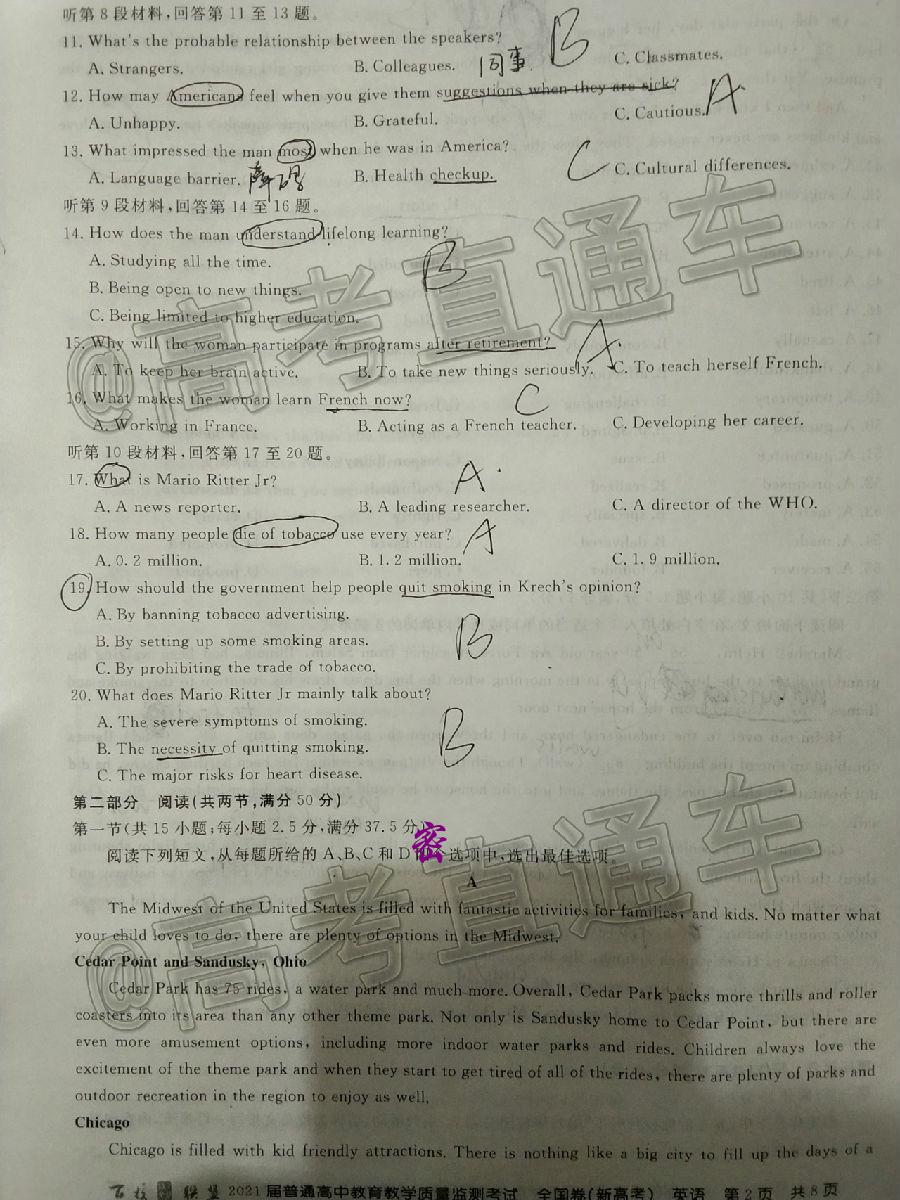 听第 8 段材料,回答第 11 至 13 题。
11. What's the probable relationship between the speakers?
B
A. Strangers. B. Colleagues. 同事 C. Classmates.
12. How may Americans feel when you give them suggestions when they are sick?
A.
A. Unhappy. B. Grateful. C. Cautious.
13. What impressed the man most when he was in America?
C
A. Language barrier. 障碍 B. Health checkup. C. Cultural differences.
听第 9 段材料,回答第 14 至 16 题。
14. How does the man understand lifelong learning?
A. Studying all the time.
B
B. Being open to new things.
C. Being limited to higher education.
15. Why will the woman participate in programs after retirement?
A.
A. To keep her brain active. B. To take new things seriously. C. To teach herself French.
16. What makes the woman learn French now?
C
A. Working in France. B. Acting as a French teacher. C. Developing her career.
听第 10 段材料,回答第 17 至 20 题。
17. What is Mario Ritter Jr?
A.
A. A news reporter. B. A leading researcher. C. A director of the WHO.
18. How many people die of tobacco use every year?
A
A. 0. 2 million. B. 1. 2 million. C. 1. 9 million.
19. How should the government help people quit smoking in Krech's opinion?
A. By banning tobacco advertising.
B. By setting up some smoking areas.
B
C. By prohibiting the trade of tobacco.
20. What does Mario Ritter Jr mainly talk about?
A. The severe symptoms of smoking.
B. The necessity of quitting smoking.
B
C. The major risks for heart disease.
第二部分 阅读(共两节,满分 50 分)
第一节(共 15 小题;每小题 2. 5 分,满分 37. 5 分)
密
阅读下列短文,从每题所给的 A、B、C 和 D 选项中,选出最佳选项。
A
The Midwest of the United States is filled with fantastic activities for families, and kids. No matter what
your child loves to do, there are plenty of options in the Midwest.
Cedar Point and Sandusky, Ohio
Cedar Park has 75 rides, a water park and much more. Overall, Cedar Park packs more thrills and roller
coasters into its area than any other theme park. Not only is Sandusky home to Cedar Point, but there are
even more amusement options, including more indoor water parks and rides. Children always love the
excitement of the theme park and when they start to get tired of all of the rides, there are plenty of parks and
outdoor recreation in the region to enjoy as well.
Chicago
Chicago is filled with kid friendly attractions. There is nothing like a big city to fill up the days of a
百校联盟 2021 届普通高中教育教学质量监测考试 全国卷(新高考) 英语 第 2 页 共 8 页
@高考直通车
@高考直通车